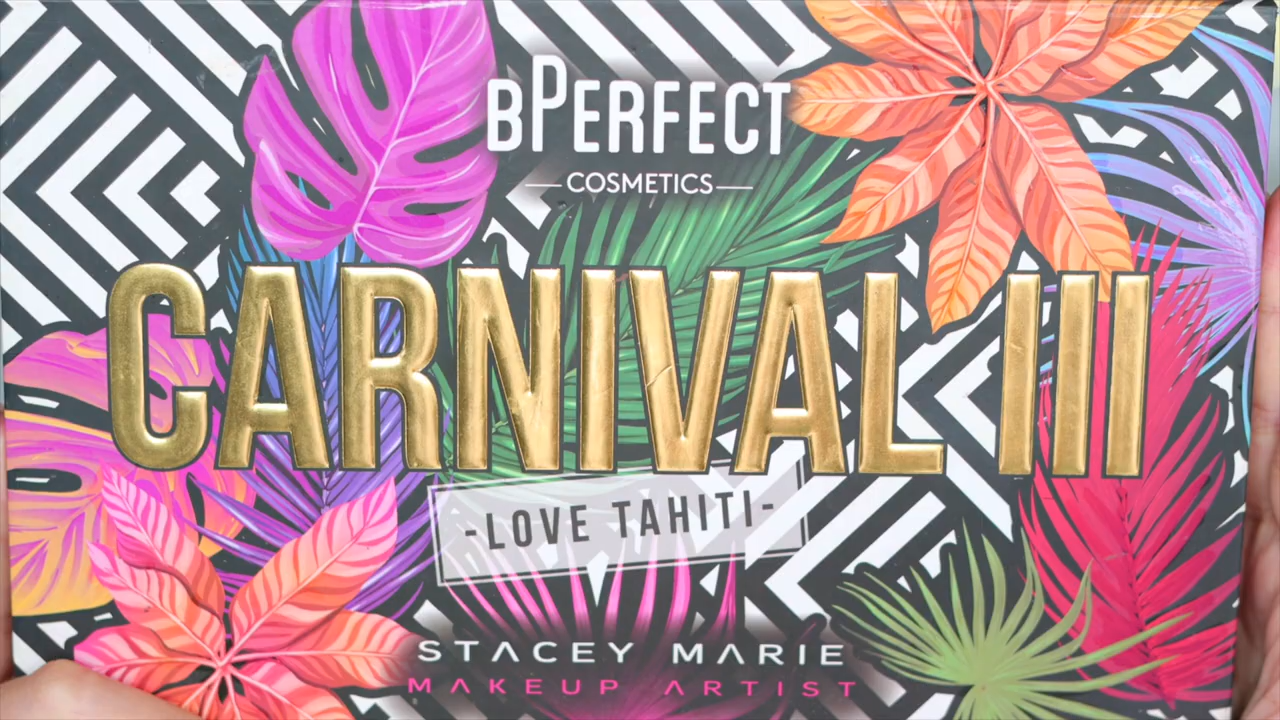 BPERFECT
COSMETICS
CARNIVAL III
-LOVE TAHITI-
STACEY MARIE
MAKEUP ARTIST